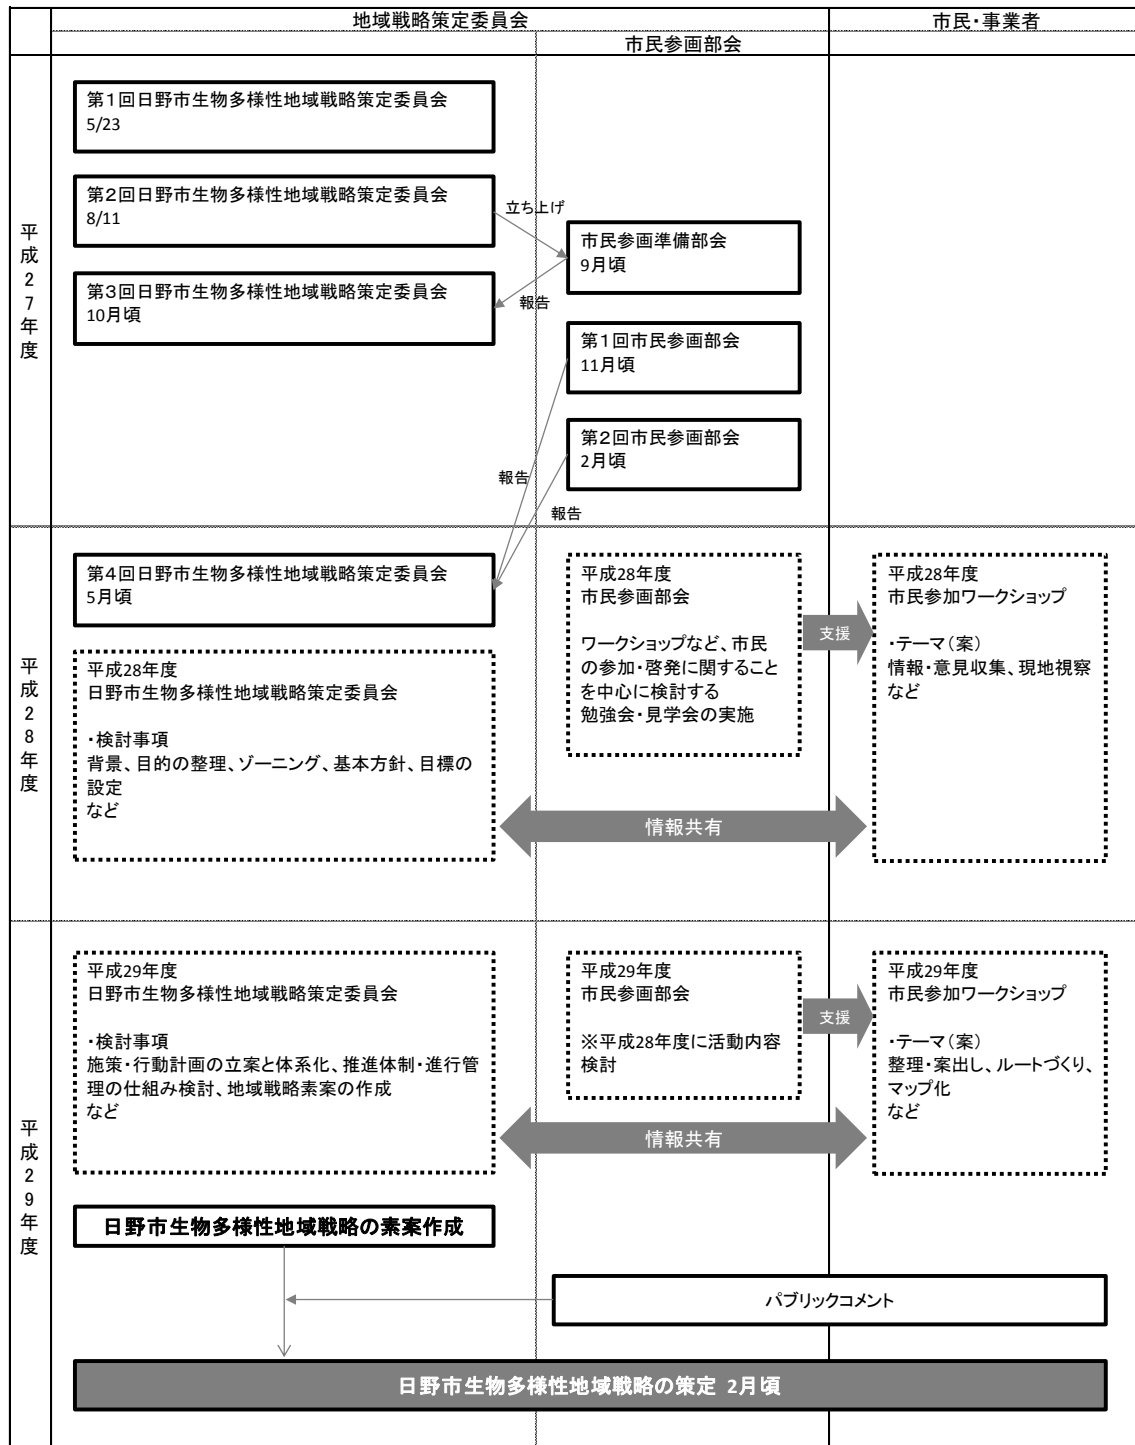 地域戦略策定委員会
市民・事業者
市民参画部会
平成27年度
第1回日野市生物多様性地域戦略策定委員会
5/23
第2回日野市生物多様性地域戦略策定委員会
8/11
立ち上げ
市民参画準備部会
9月頃
第3回日野市生物多様性地域戦略策定委員会
10月頃
報告
第1回市民参画部会
11月頃
第2回市民参画部会
2月頃
報告
報告
平成28年度
第4回日野市生物多様性地域戦略策定委員会
5月頃
平成28年度
日野市生物多様性地域戦略策定委員会
・検討事項
背景、目的の整理、ゾーニング、基本方針、目標の
設定
など
平成28年度
市民参画部会
ワークショップなど、市民
の参加・啓発に関すること
を中心に検討する
勉強会・見学会の実施
支援
平成28年度
市民参加ワークショップ
・テーマ(案)
情報・意見収集、現地視察
など
情報共有
平成29年度
平成29年度
日野市生物多様性地域戦略策定委員会
・検討事項
施策・行動計画の立案と体系化、推進体制・進行管
理の仕組み検討、地域戦略素案の作成
など
平成29年度
市民参画部会
※平成28年度に活動内容
検討
支援
平成29年度
市民参加ワークショップ
・テーマ(案)
整理・案出し、ルートづくり、
マップ化
など
情報共有
日野市生物多様性地域戦略の素案作成
パブリックコメント
日野市生物多様性地域戦略の策定 2月頃